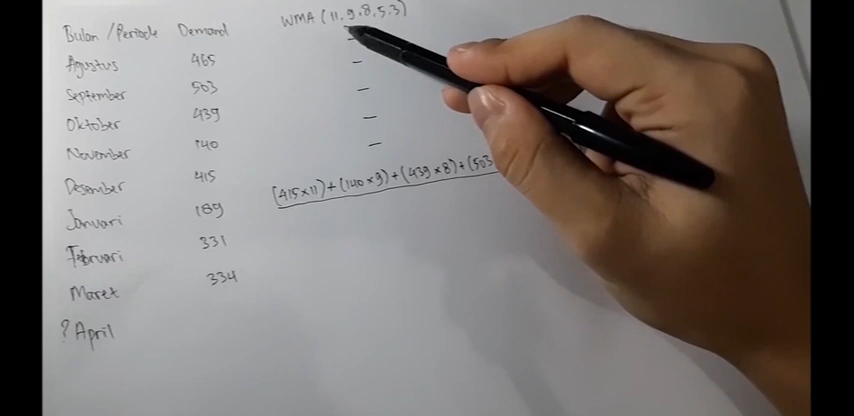 Bulan / Periode Demand WMA (11, 9, 8, 5, 3)
Agustus 465 -
September 503 -
Oktober 439 -
November 140 -
Desember 415
Januari 189 (415 x 11) + (140 x 9) + (439 x 8) + (503
Februari 331
Maret 334
? April